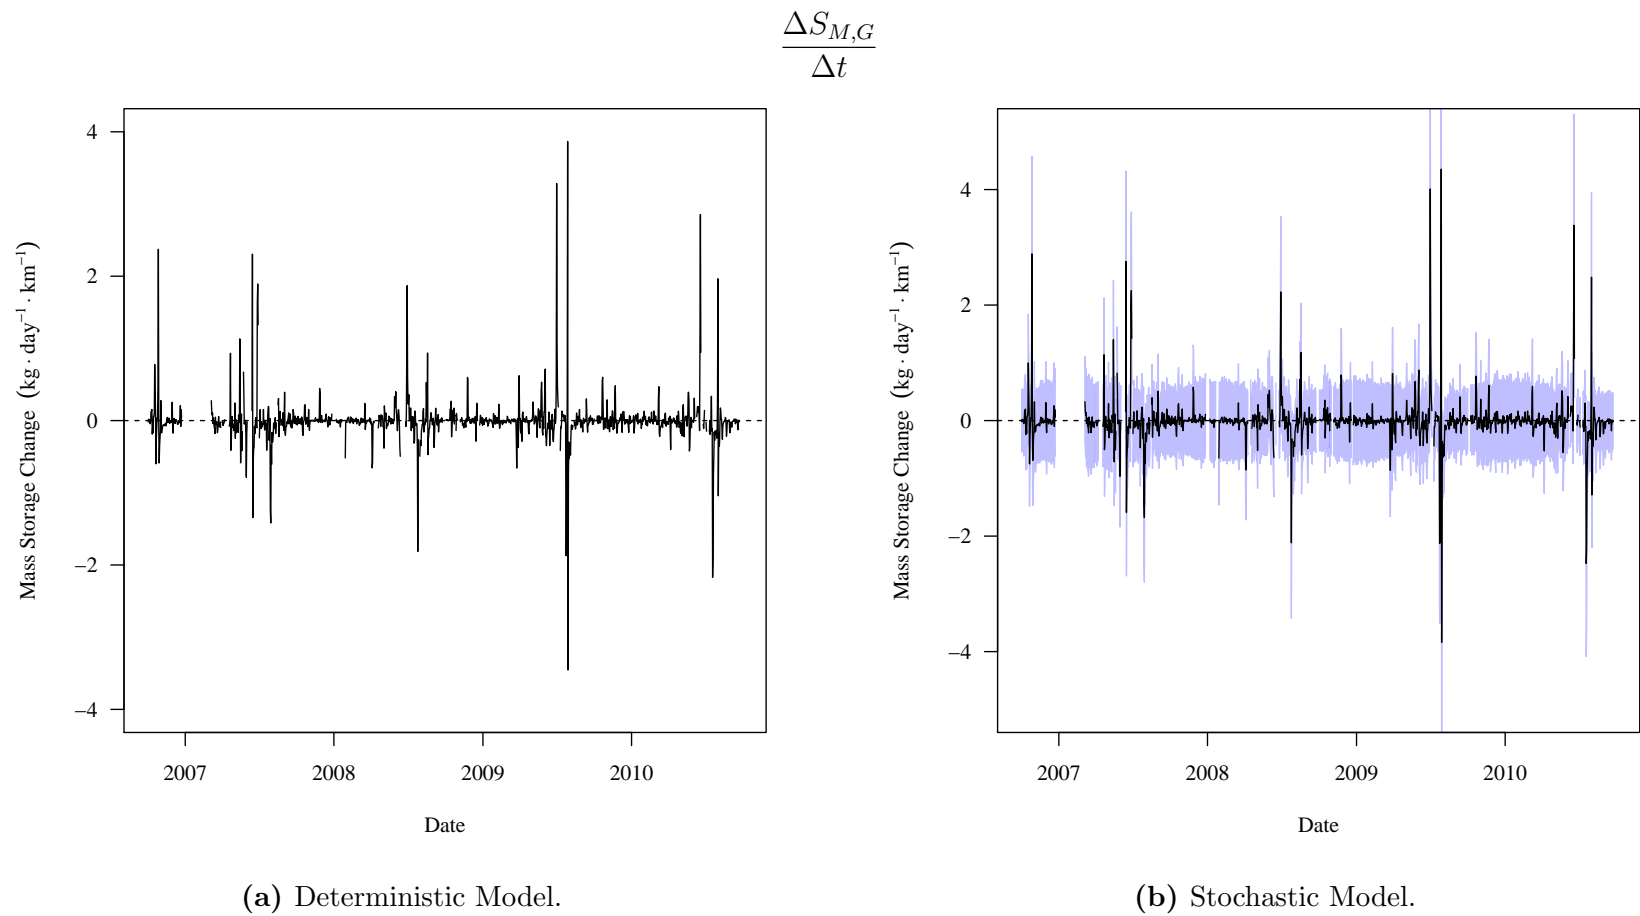 ΔS_{M,G}
Δt
Mass Storage Change (kg · day⁻¹ · km⁻¹)
4
2
0
−2
−4
2007 2008 2009 2010
Date
(a) Deterministic Model.
Mass Storage Change (kg · day⁻¹ · km⁻¹)
4
2
0
−2
−4
2007 2008 2009 2010
Date
(b) Stochastic Model.